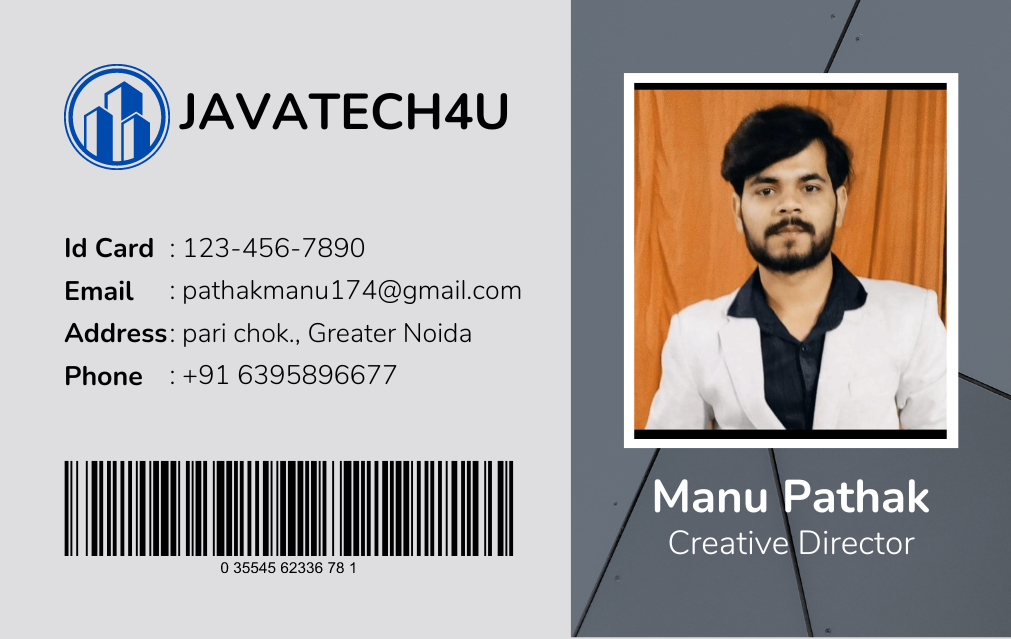 JAVATECH4U
Id Card : 123-456-7890
Email : pathakmanu174@gmail.com
Address : pari chok., Greater Noida
Phone : +91 6395896677
0 35545 62336 78 1
Manu Pathak
Creative Director